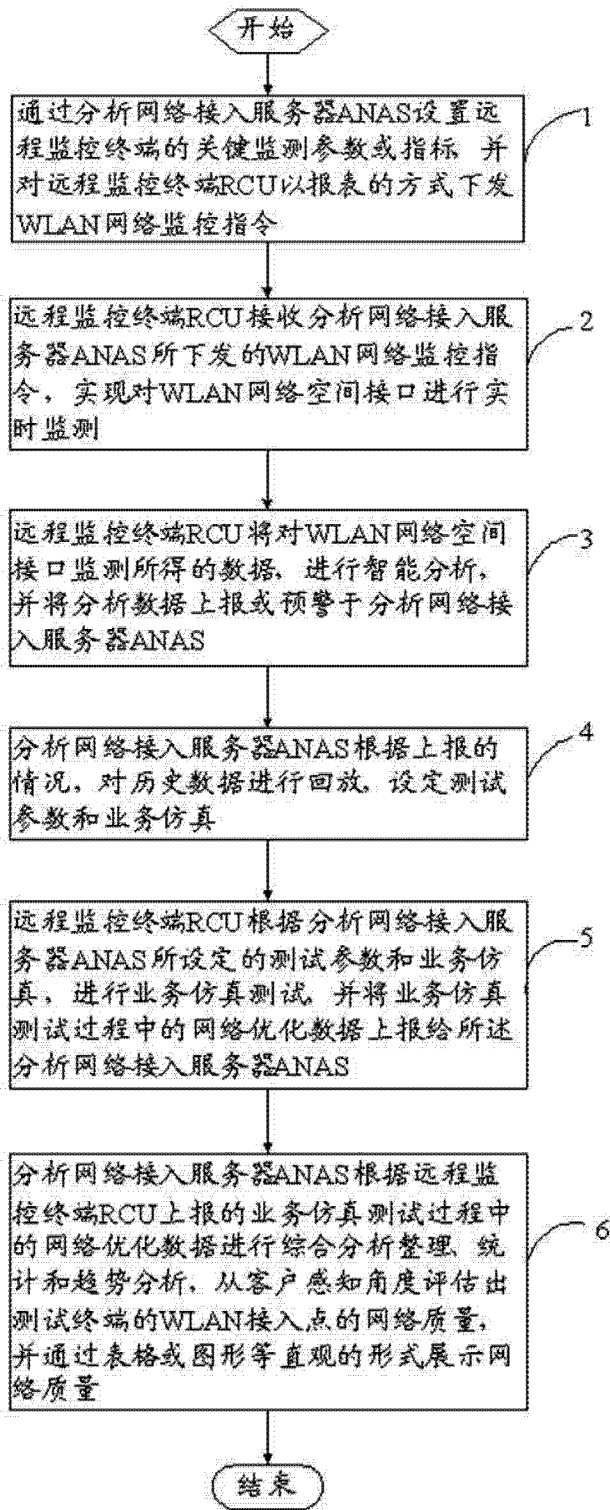 开始
通过分析网络接入服务器ANAS设置远
程监控终端的关键监测参数或指标，并
对远程监控终端RCU以报表的方式下发
WLAN网络监控指令
1
远程监控终端RCU接收分析网络接入服
务器ANAS所下发的WLAN网络监控指
令，实现对WLAN网络空间接口进行实
时监测
2
远程监控终端RCU将对WLAN网络空间
接口监测所得的数据，进行智能分析，
并将分析数据上报或预警于分析网络接
入服务器ANAS
3
分析网络接入服务器ANAS根据上报的
情况，对历史数据进行回放，设定测试
参数和业务仿真
4
远程监控终端RCU根据分析网络接入服
务器ANAS所设定的测试参数和业务仿
真，进行业务仿真测试，并将业务仿真
测试过程中的网络优化数据上报给所述
分析网络接入服务器ANAS
5
分析网络接入服务器ANAS根据远程监
控终端RCU上报的业务仿真测试过程中
的网络优化数据进行综合分析整理、统
计和趋势分析，从客户感知角度评估出
测试终端的WLAN接入点的网络质量，
并通过表格或图形等直观的形式展示网
络质量
6
结束